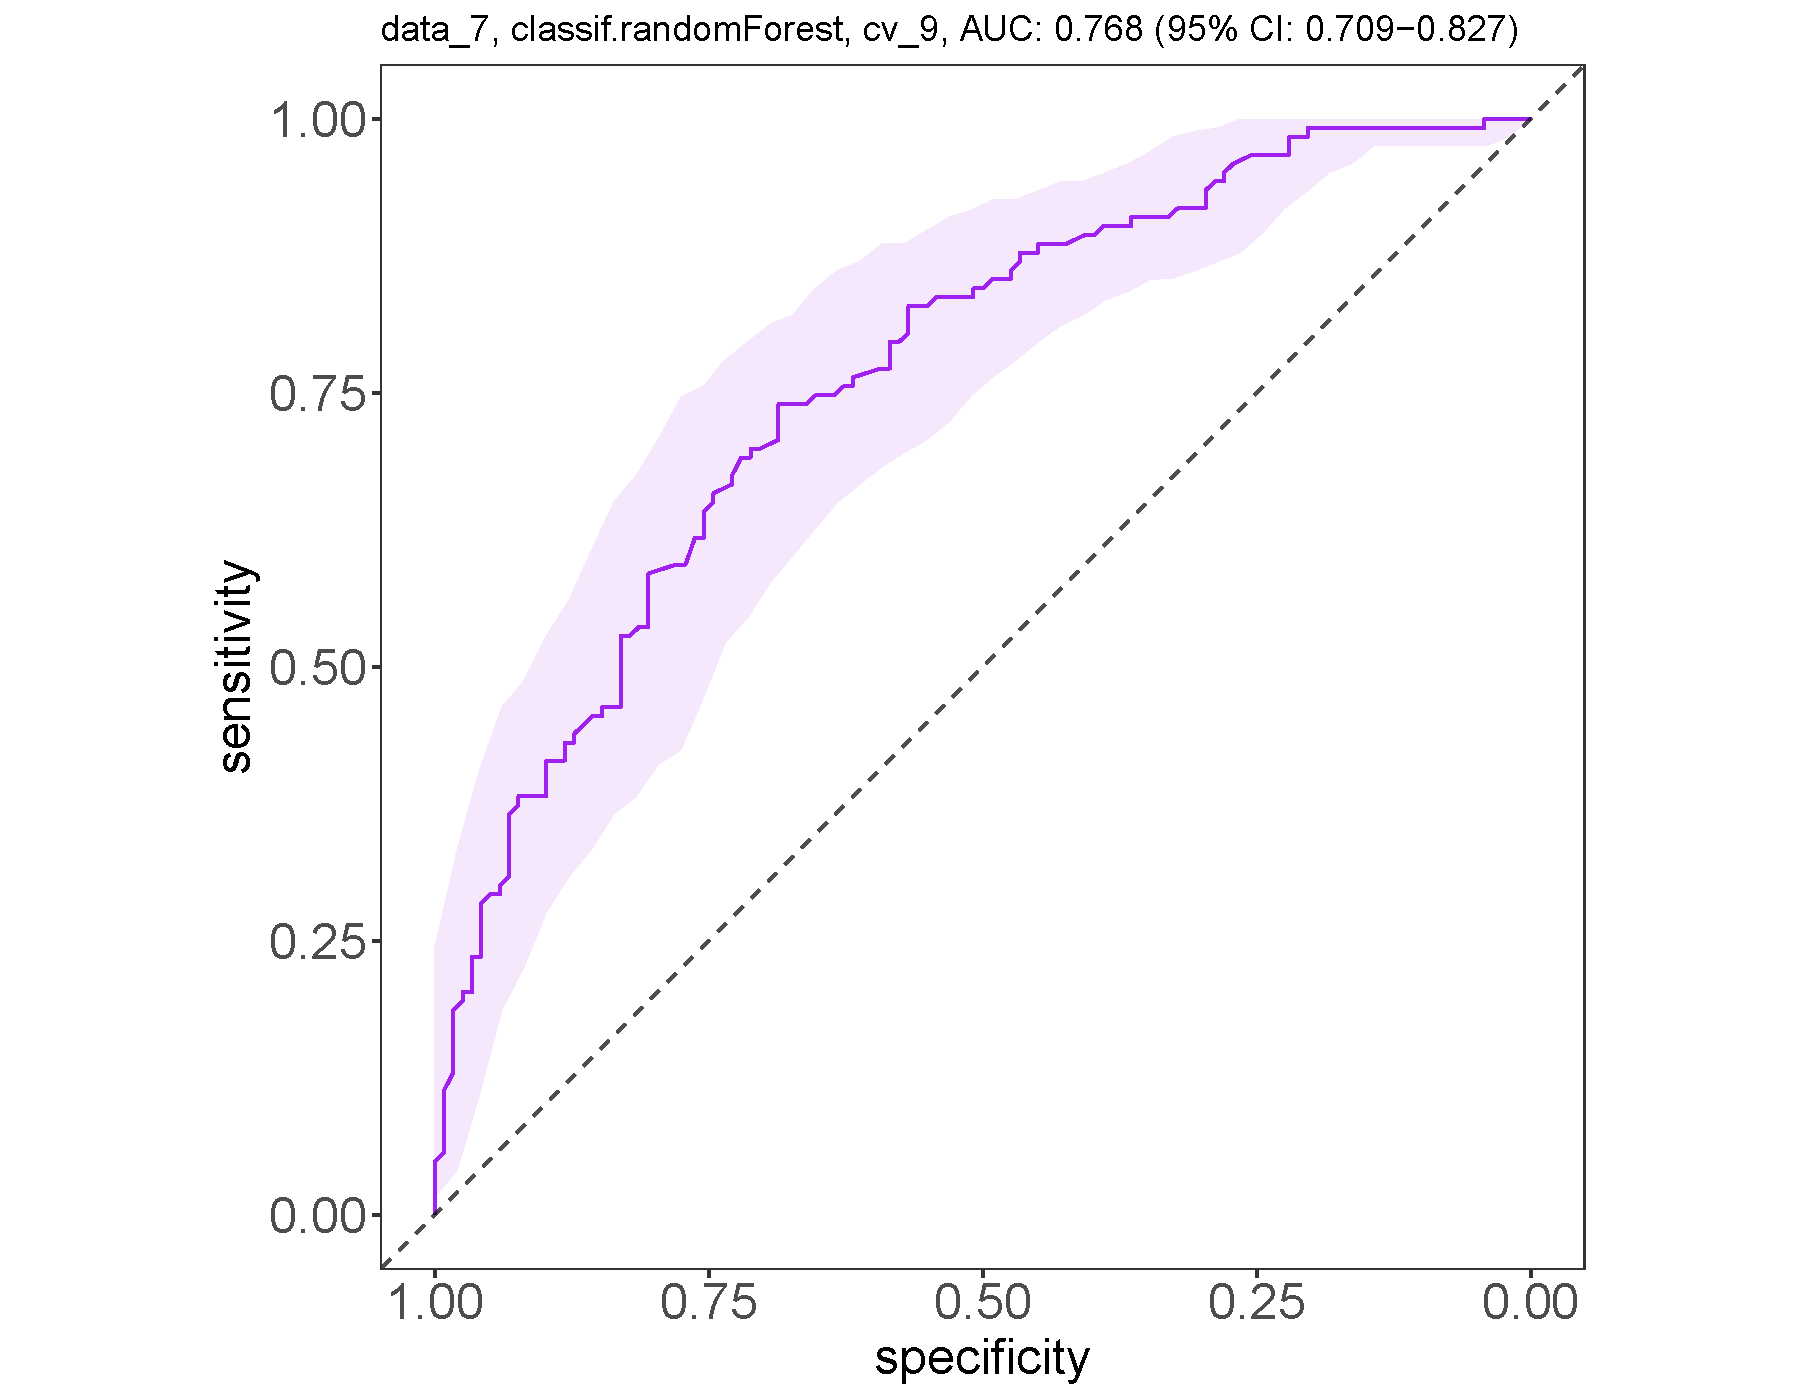 data_7, classif.randomForest, cv_9, AUC: 0.768 (95% CI: 0.709−0.827)
1.00
0.75
0.50
0.25
0.00
sensitivity
1.00 0.75 0.50 0.25 0.00
specificity